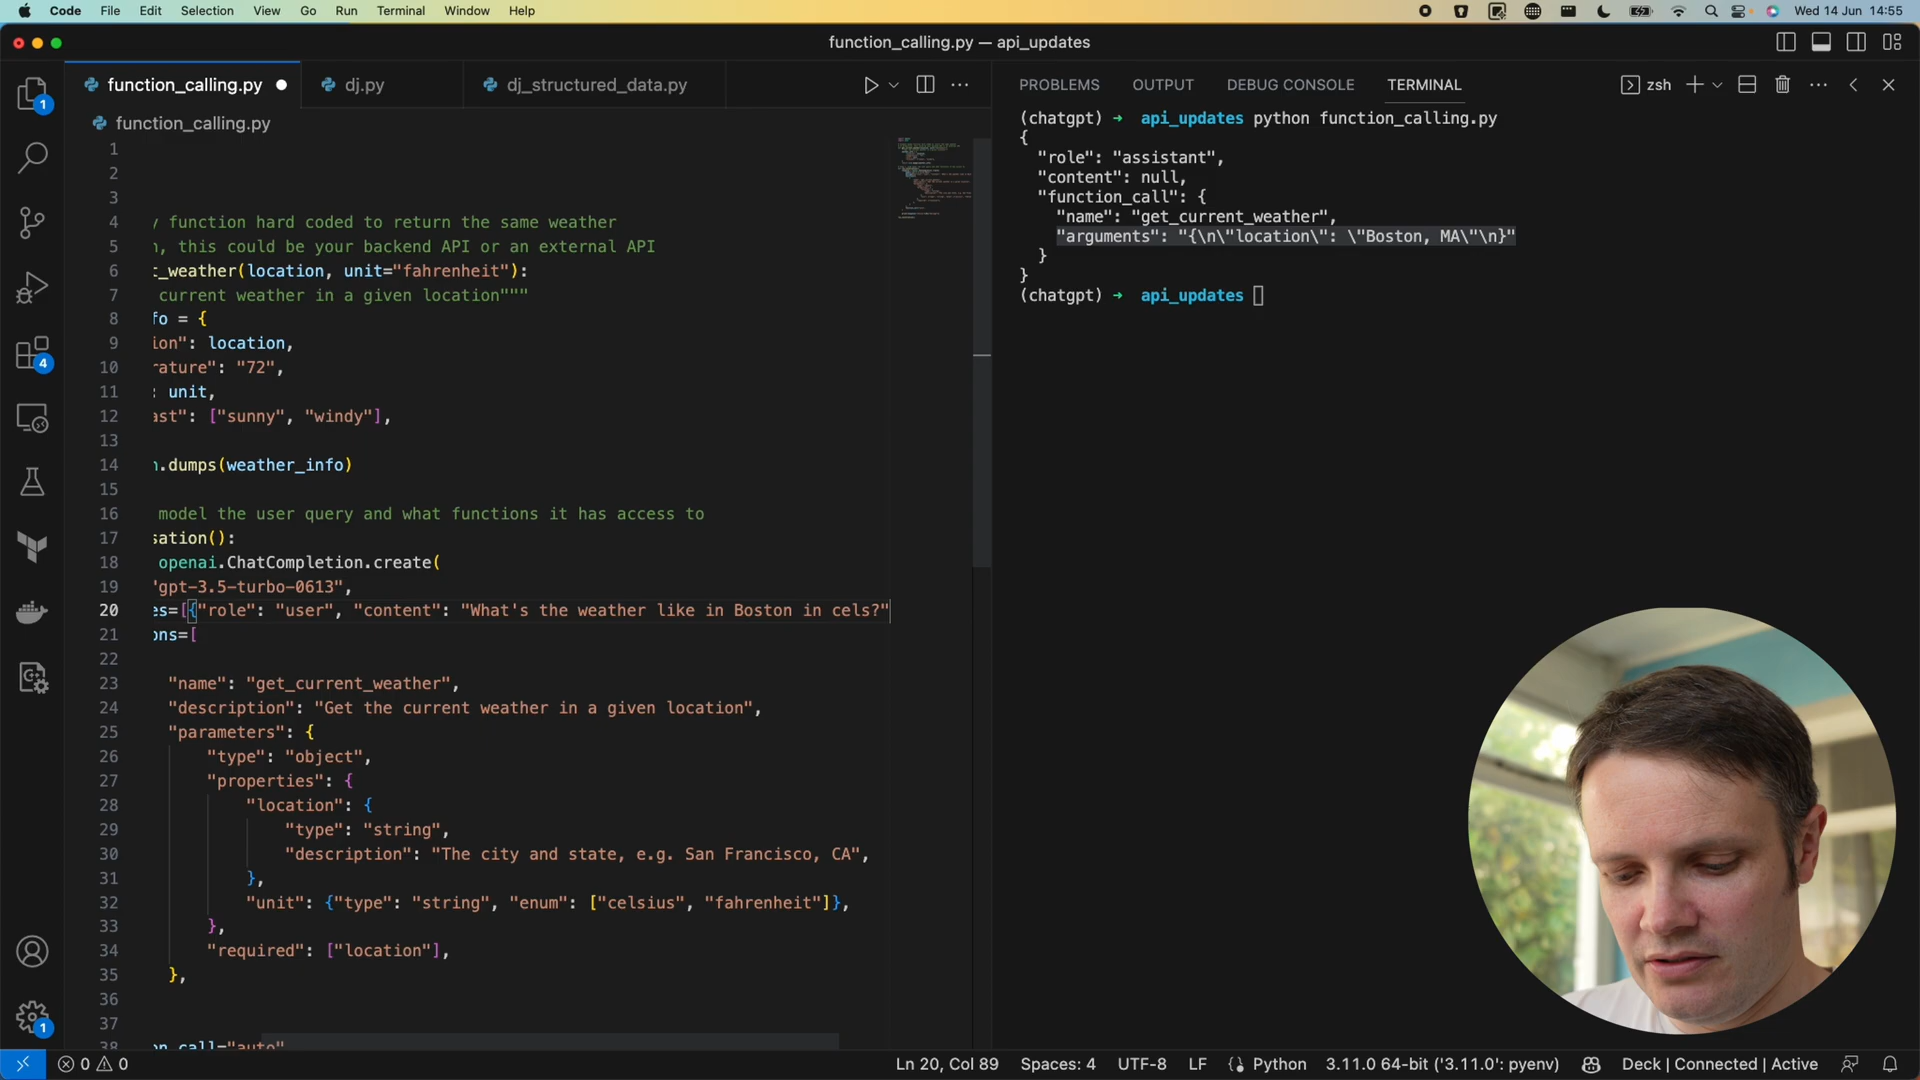 Code File Edit Selection View Go Run Terminal Window Help Wed 14 Jun 14:55
function_calling.py — api_updates
function_calling.py dj.py dj_structured_data.py
function_calling.py
1
2
3
4 y function hard coded to return the same weather
5 n, this could be your backend API or an external API
6 t_weather(location, unit="fahrenheit"):
7 current weather in a given location"""
8 fo = {
9 ion": location,
10 rature": "72",
11 : unit,
12 ast": ["sunny", "windy"],
13
14 n.dumps(weather_info)
15
16 model the user query and what functions it has access to
17 sation():
18 openai.ChatCompletion.create(
19 "gpt-3.5-turbo-0613",
20 es=[{"role": "user", "content": "What's the weather like in Boston in cels?"
21 ons=[
22
23 "name": "get_current_weather",
24 "description": "Get the current weather in a given location",
25 "parameters": {
26 "type": "object",
27 "properties": {
28 "location": {
29 "type": "string",
30 "description": "The city and state, e.g. San Francisco, CA",
31 },
32 "unit": {"type": "string", "enum": ["celsius", "fahrenheit"]},
33 },
34 "required": ["location"],
35 },
36
37
38 on_call="auto"
PROBLEMS OUTPUT DEBUG CONSOLE TERMINAL zsh
(chatgpt) → api_updates python function_calling.py
{
"role": "assistant",
"content": null,
"function_call": {
"name": "get_current_weather",
"arguments": "{\n\"location\": \"Boston, MA\"\n}"
}
}
(chatgpt) → api_updates
1
4
1
0 0 Ln 20, Col 89 Spaces: 4 UTF-8 LF Python 3.11.0 64-bit ('3.11.0': pyenv) Deck | Connected | Active